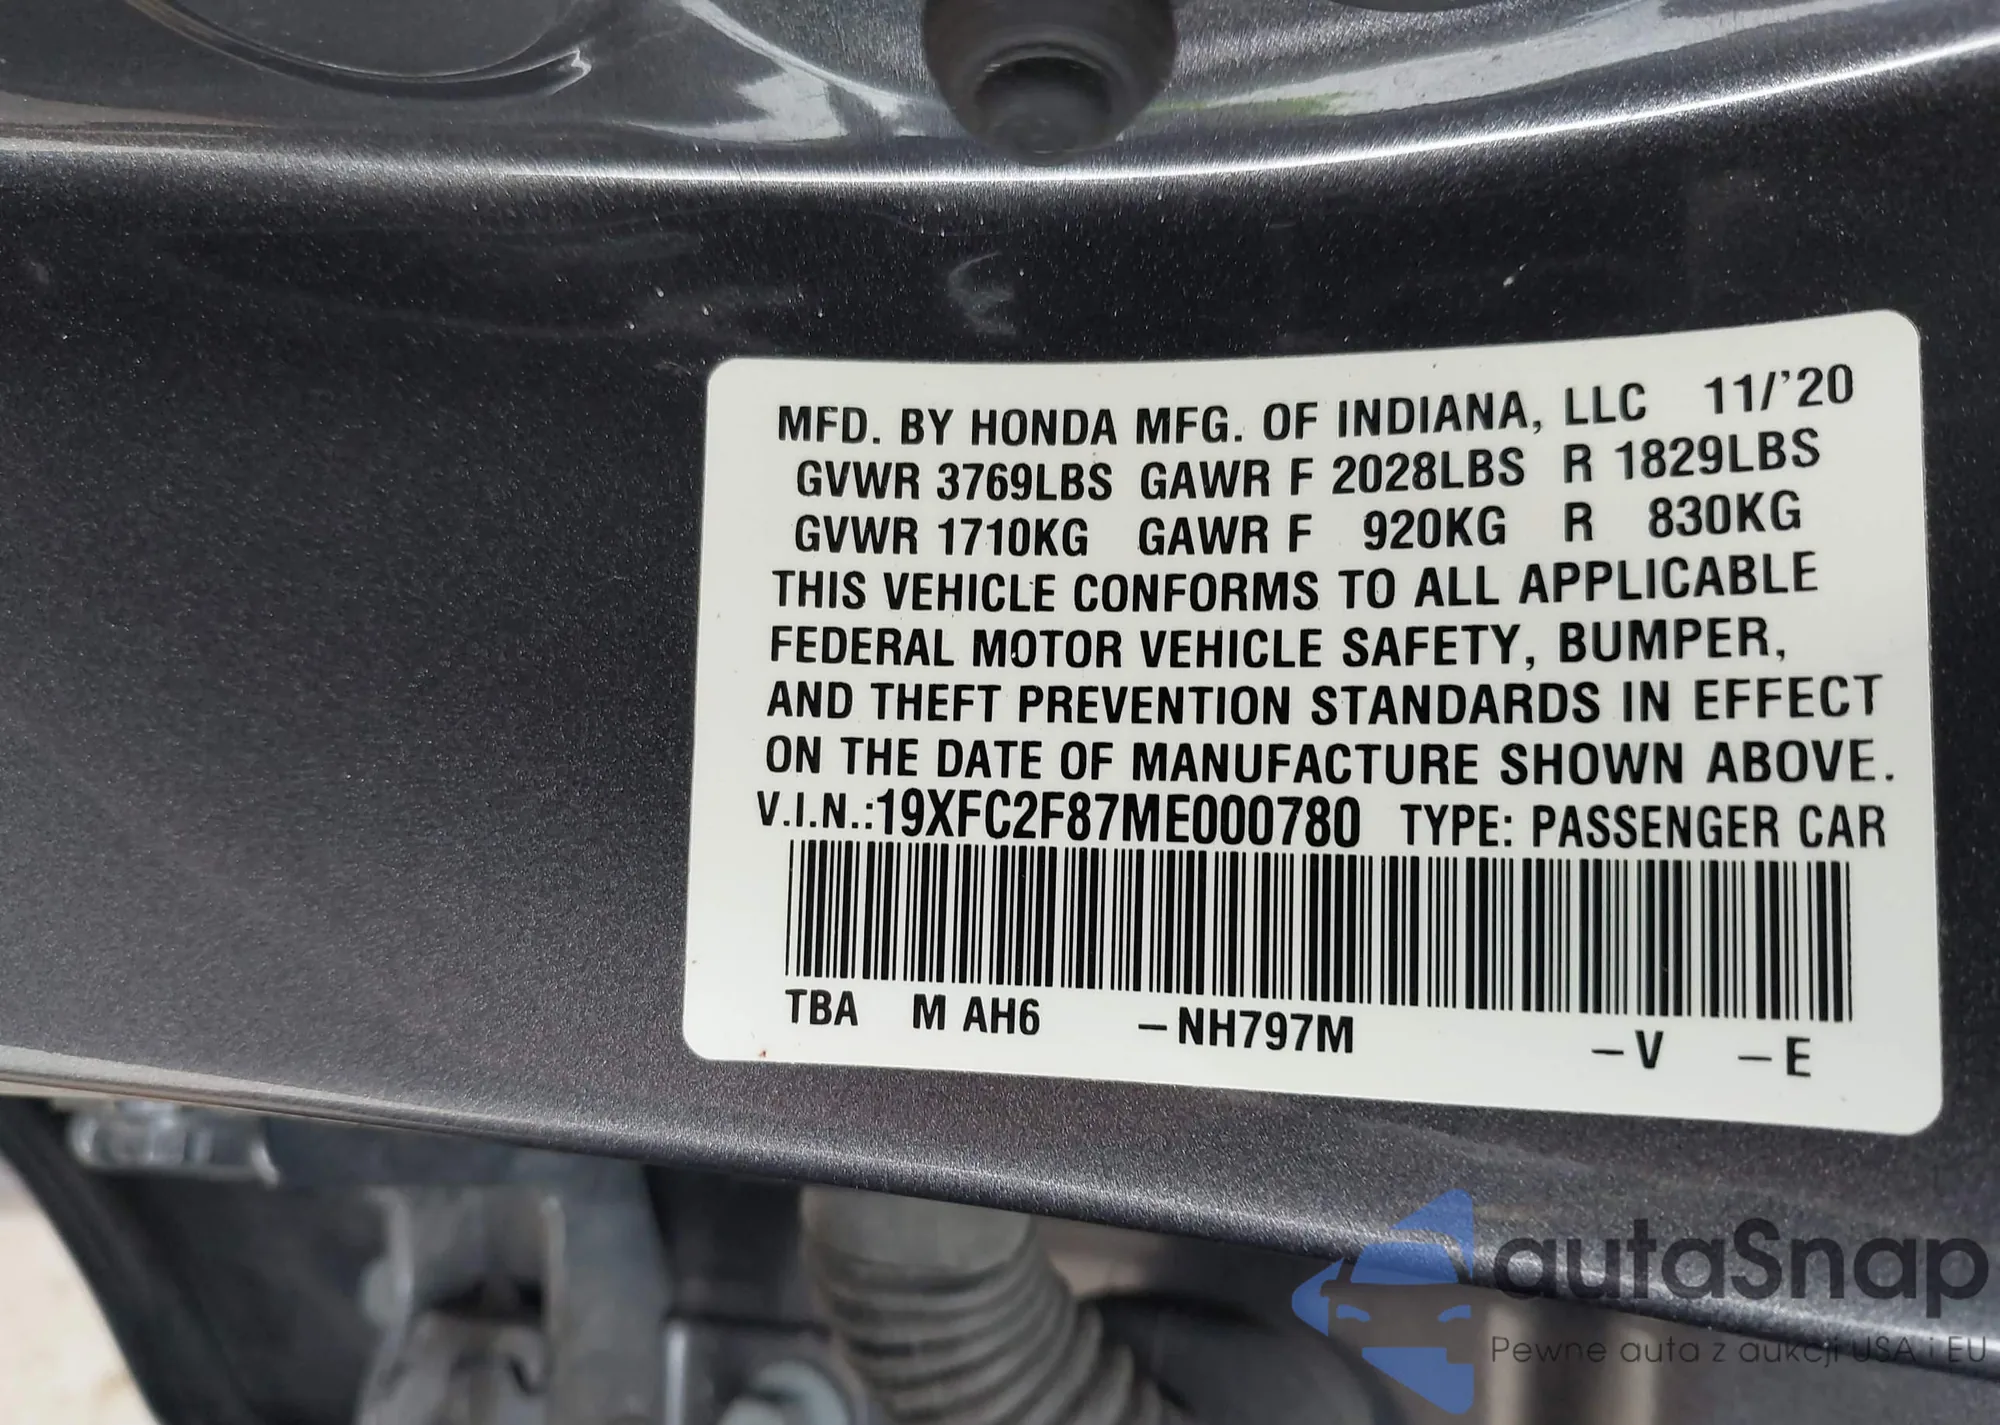 MFD. BY HONDA MFG. OF INDIANA, LLC 11/'20
GVWR 3769LBS GAWR F 2028LBS R 1829LBS
GVWR 1710KG GAWR F 920KG R 830KG
THIS VEHICLE CONFORMS TO ALL APPLICABLE
FEDERAL MOTOR VEHICLE SAFETY, BUMPER,
AND THEFT PREVENTION STANDARDS IN EFFECT
ON THE DATE OF MANUFACTURE SHOWN ABOVE.
V.I.N.:19XFC2F87ME000780 TYPE: PASSENGER CAR
TBA M AH6 –NH797M –V –E
autaSnap
Pewne auta z aukcji USA i EU